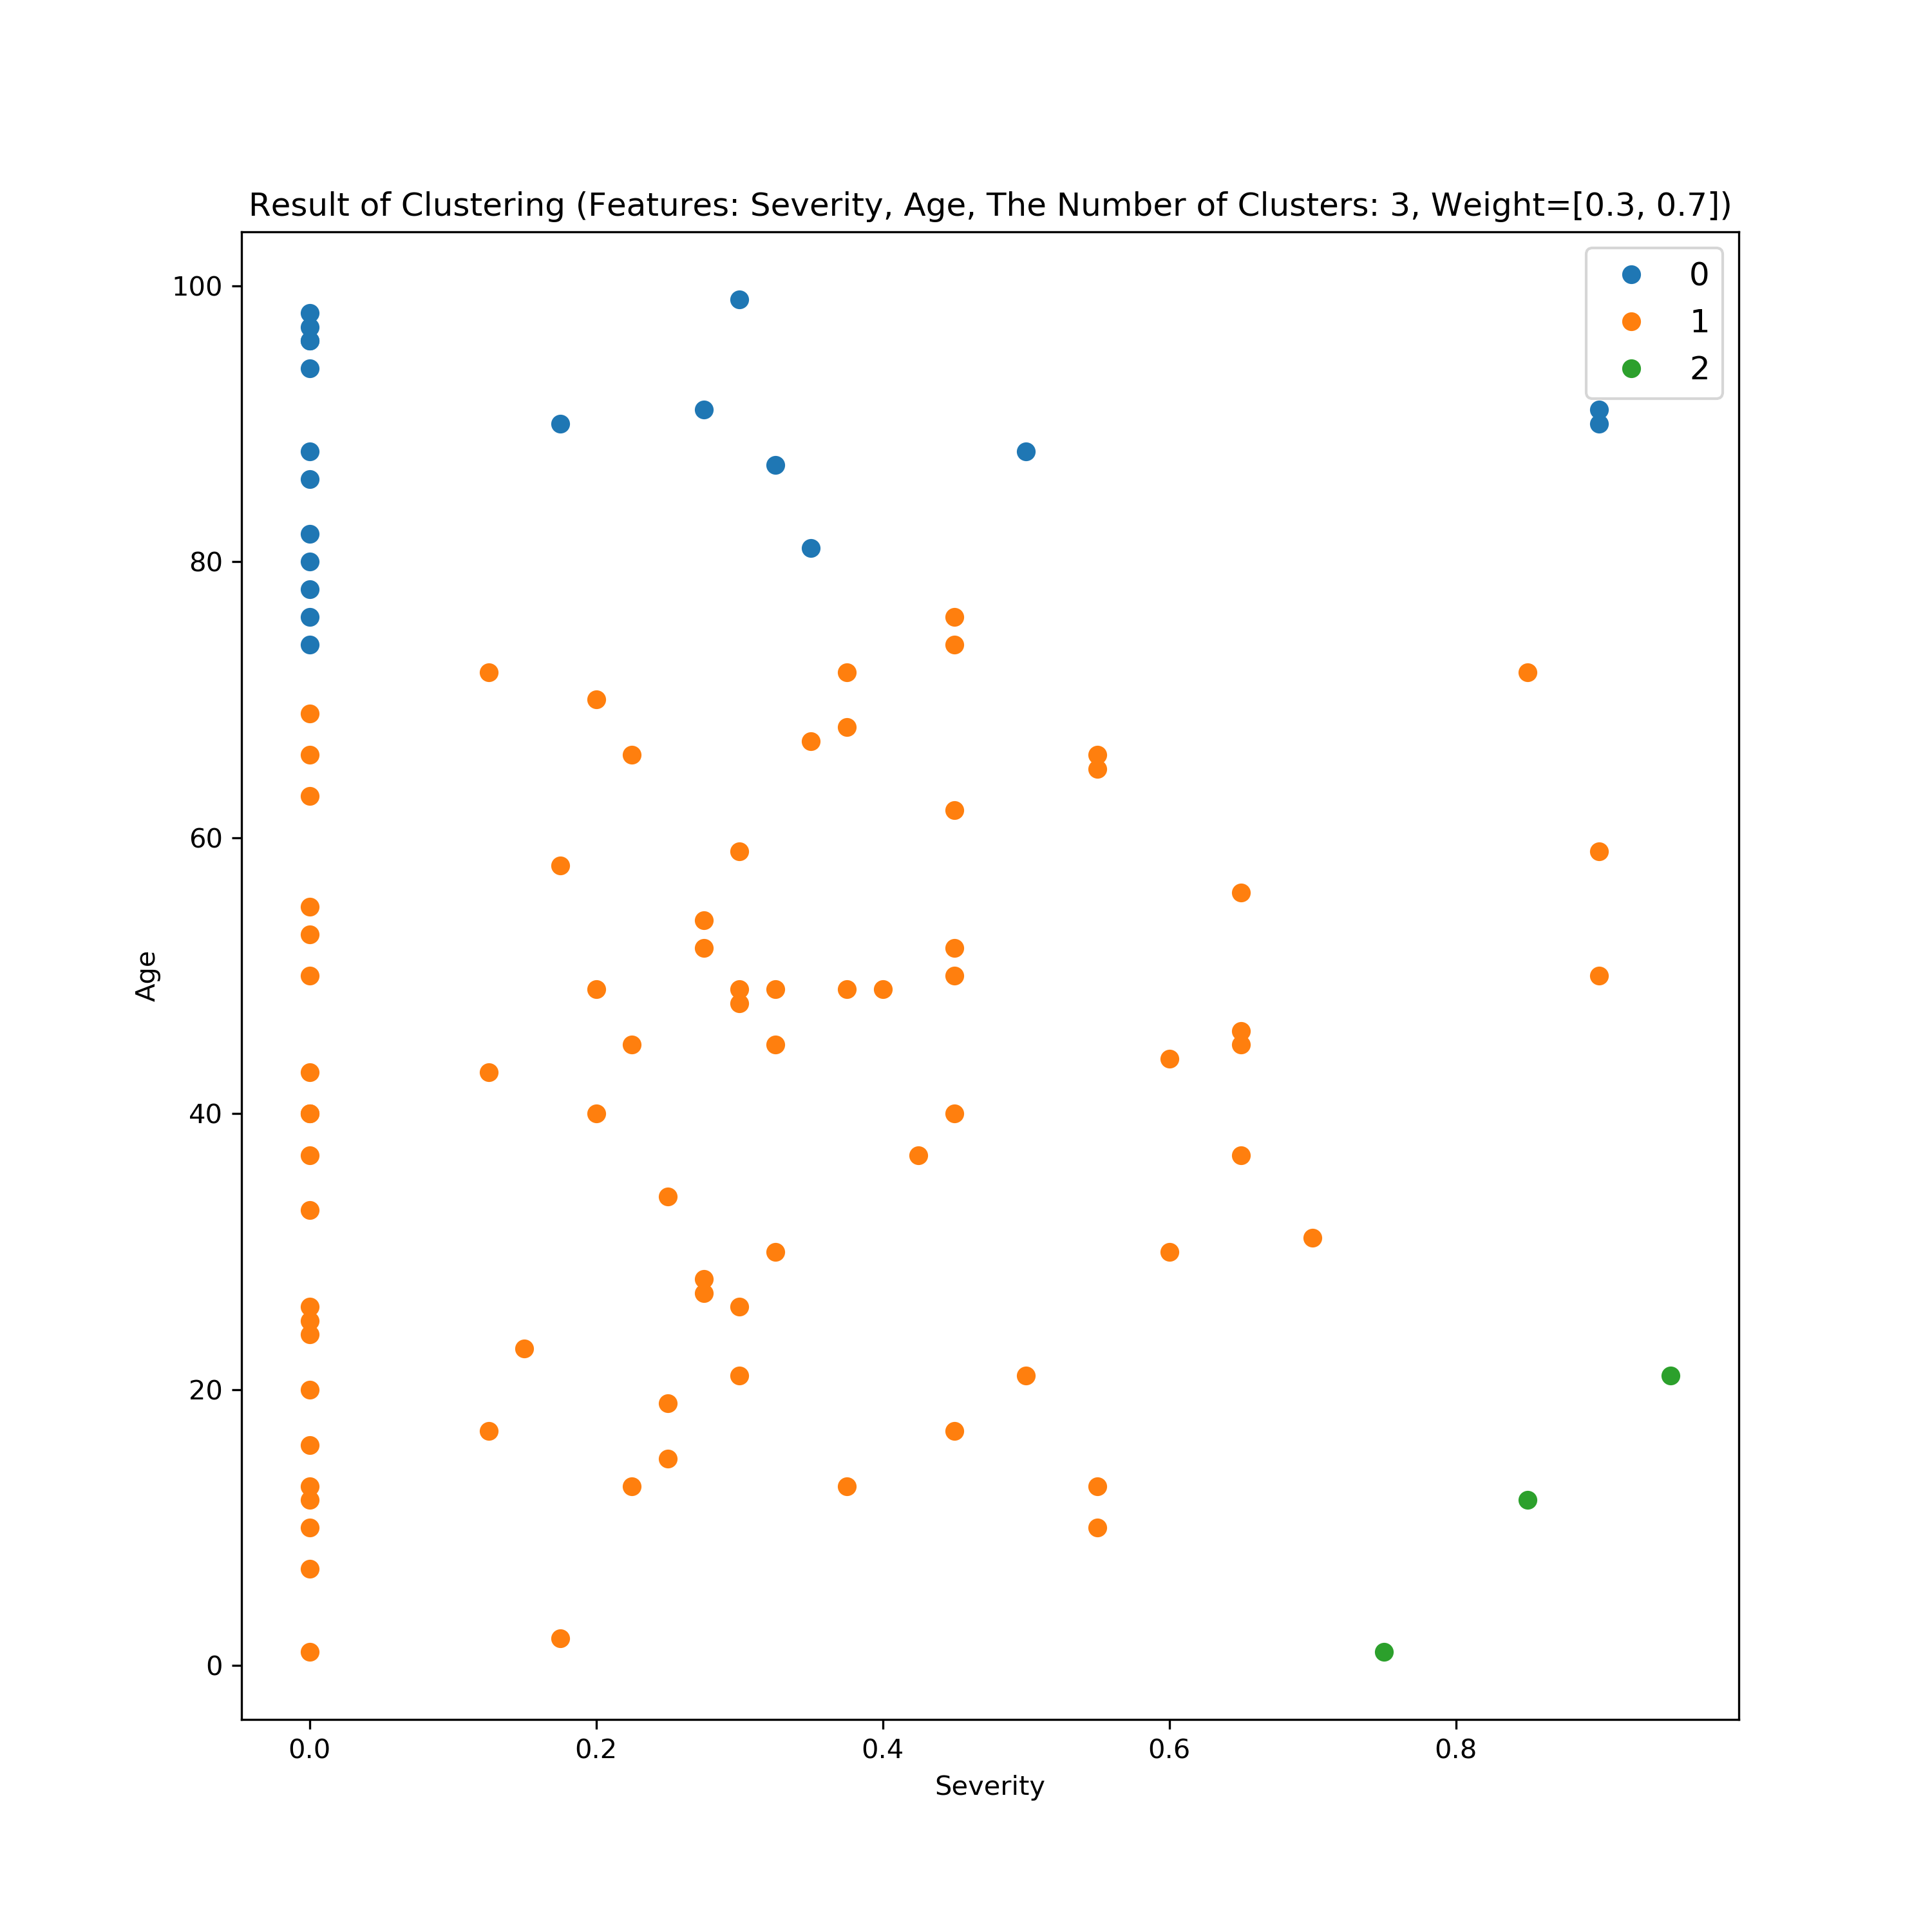 Result of Clustering (Features: Severity, Age, The Number of Clusters: 3, Weight=[0.3, 0.7])
0
1
2
100
80
60
40
20
0
Age
0.0 0.2 0.4 0.6 0.8
Severity